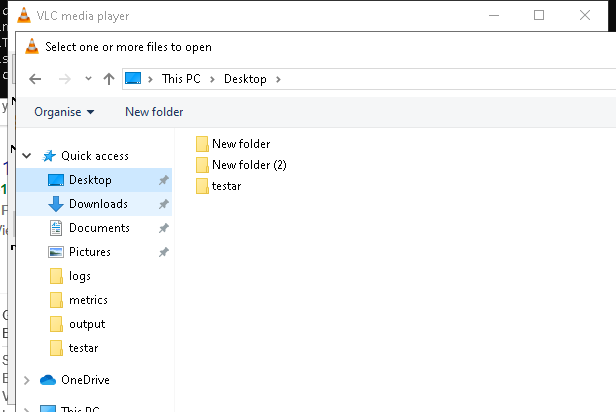 VLC media player
Select one or more files to open
This PC > Desktop >
Organise
New folder
New folder
New folder (2)
testar
Quick access
Desktop
Downloads
Documents
Pictures
logs
metrics
output
testar
OneDrive
This PC